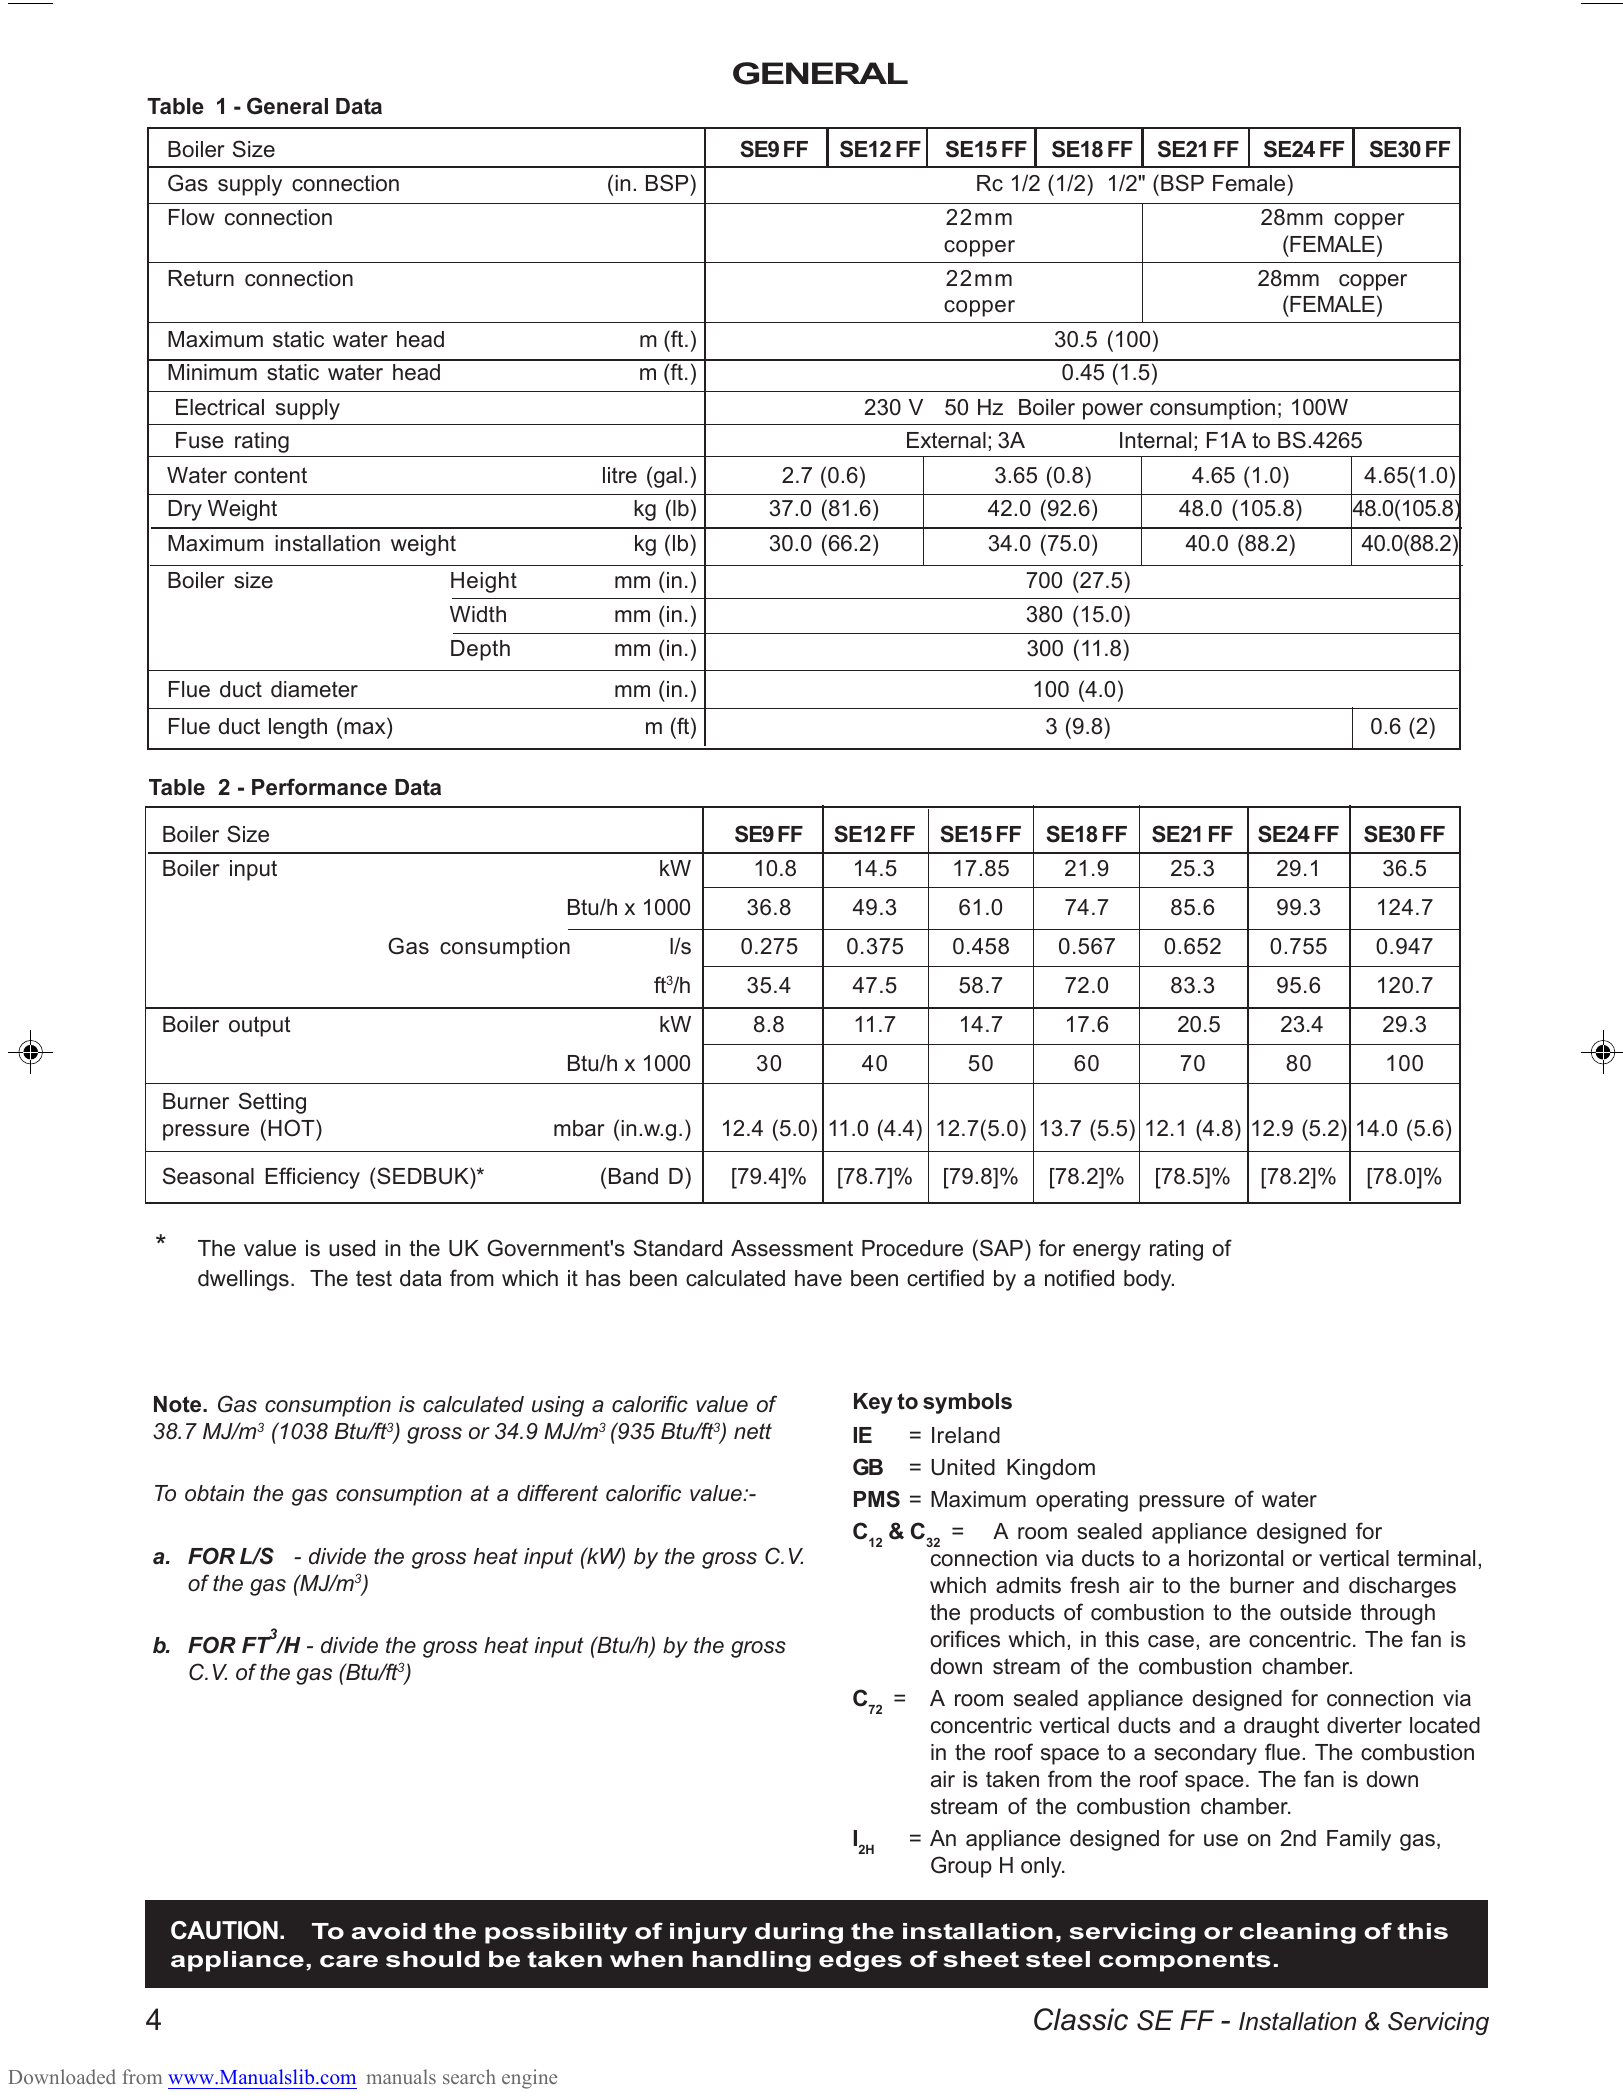 GENERAL
Table 1 - General Data
Boiler Size SE9 FF SE12 FF SE15 FF SE18 FF SE21 FF SE24 FF SE30 FF
Gas supply connection (in. BSP) Rc 1/2 (1/2) 1/2" (BSP Female)
Flow connection 22mm 28mm copper
copper (FEMALE)
Return connection 22mm 28mm copper
copper (FEMALE)
Maximum static water head m (ft.) 30.5 (100)
Minimum static water head m (ft.) 0.45 (1.5)
Electrical supply 230 V 50 Hz Boiler power consumption; 100W
Fuse rating External; 3A Internal; F1A to BS.4265
Water content litre (gal.) 2.7 (0.6) 3.65 (0.8) 4.65 (1.0) 4.65(1.0)
Dry Weight kg (lb) 37.0 (81.6) 42.0 (92.6) 48.0 (105.8) 48.0(105.8)
Maximum installation weight kg (lb) 30.0 (66.2) 34.0 (75.0) 40.0 (88.2) 40.0(88.2)
Boiler size Height mm (in.) 700 (27.5)
Width mm (in.) 380 (15.0)
Depth mm (in.) 300 (11.8)
Flue duct diameter mm (in.) 100 (4.0)
Flue duct length (max) m (ft) 3 (9.8) 0.6 (2)
Table 2 - Performance Data
Boiler Size SE9 FF SE12 FF SE15 FF SE18 FF SE21 FF SE24 FF SE30 FF
Boiler input kW 10.8 14.5 17.85 21.9 25.3 29.1 36.5
Btu/h x 1000 36.8 49.3 61.0 74.7 85.6 99.3 124.7
Gas consumption l/s 0.275 0.375 0.458 0.567 0.652 0.755 0.947
ft³/h 35.4 47.5 58.7 72.0 83.3 95.6 120.7
Boiler output kW 8.8 11.7 14.7 17.6 20.5 23.4 29.3
Btu/h x 1000 30 40 50 60 70 80 100
Burner Setting
pressure (HOT) mbar (in.w.g.) 12.4 (5.0) 11.0 (4.4) 12.7(5.0) 13.7 (5.5) 12.1 (4.8) 12.9 (5.2) 14.0 (5.6)
Seasonal Efficiency (SEDBUK)* (Band D) [79.4]% [78.7]% [79.8]% [78.2]% [78.5]% [78.2]% [78.0]%
* The value is used in the UK Government's Standard Assessment Procedure (SAP) for energy rating of
dwellings. The test data from which it has been calculated have been certified by a notified body.
Note. Gas consumption is calculated using a calorific value of
38.7 MJ/m³ (1038 Btu/ft³) gross or 34.9 MJ/m³ (935 Btu/ft³) nett
To obtain the gas consumption at a different calorific value:-
a. FOR L/S - divide the gross heat input (kW) by the gross C.V.
of the gas (MJ/m³)
b. FOR FT³/H - divide the gross heat input (Btu/h) by the gross
C.V. of the gas (Btu/ft³)
Key to symbols
IE = Ireland
GB = United Kingdom
PMS = Maximum operating pressure of water
C₁₂ & C₃₂ = A room sealed appliance designed for
connection via ducts to a horizontal or vertical terminal,
which admits fresh air to the burner and discharges
the products of combustion to the outside through
orifices which, in this case, are concentric. The fan is
down stream of the combustion chamber.
C₇₂ = A room sealed appliance designed for connection via
concentric vertical ducts and a draught diverter located
in the roof space to a secondary flue. The combustion
air is taken from the roof space. The fan is down
stream of the combustion chamber.
I2H = An appliance designed for use on 2nd Family gas,
Group H only.
CAUTION. To avoid the possibility of injury during the installation, servicing or cleaning of this
appliance, care should be taken when handling edges of sheet steel components.
4 Classic SE FF - Installation & Servicing
Downloaded from www.Manualslib.com manuals search engine